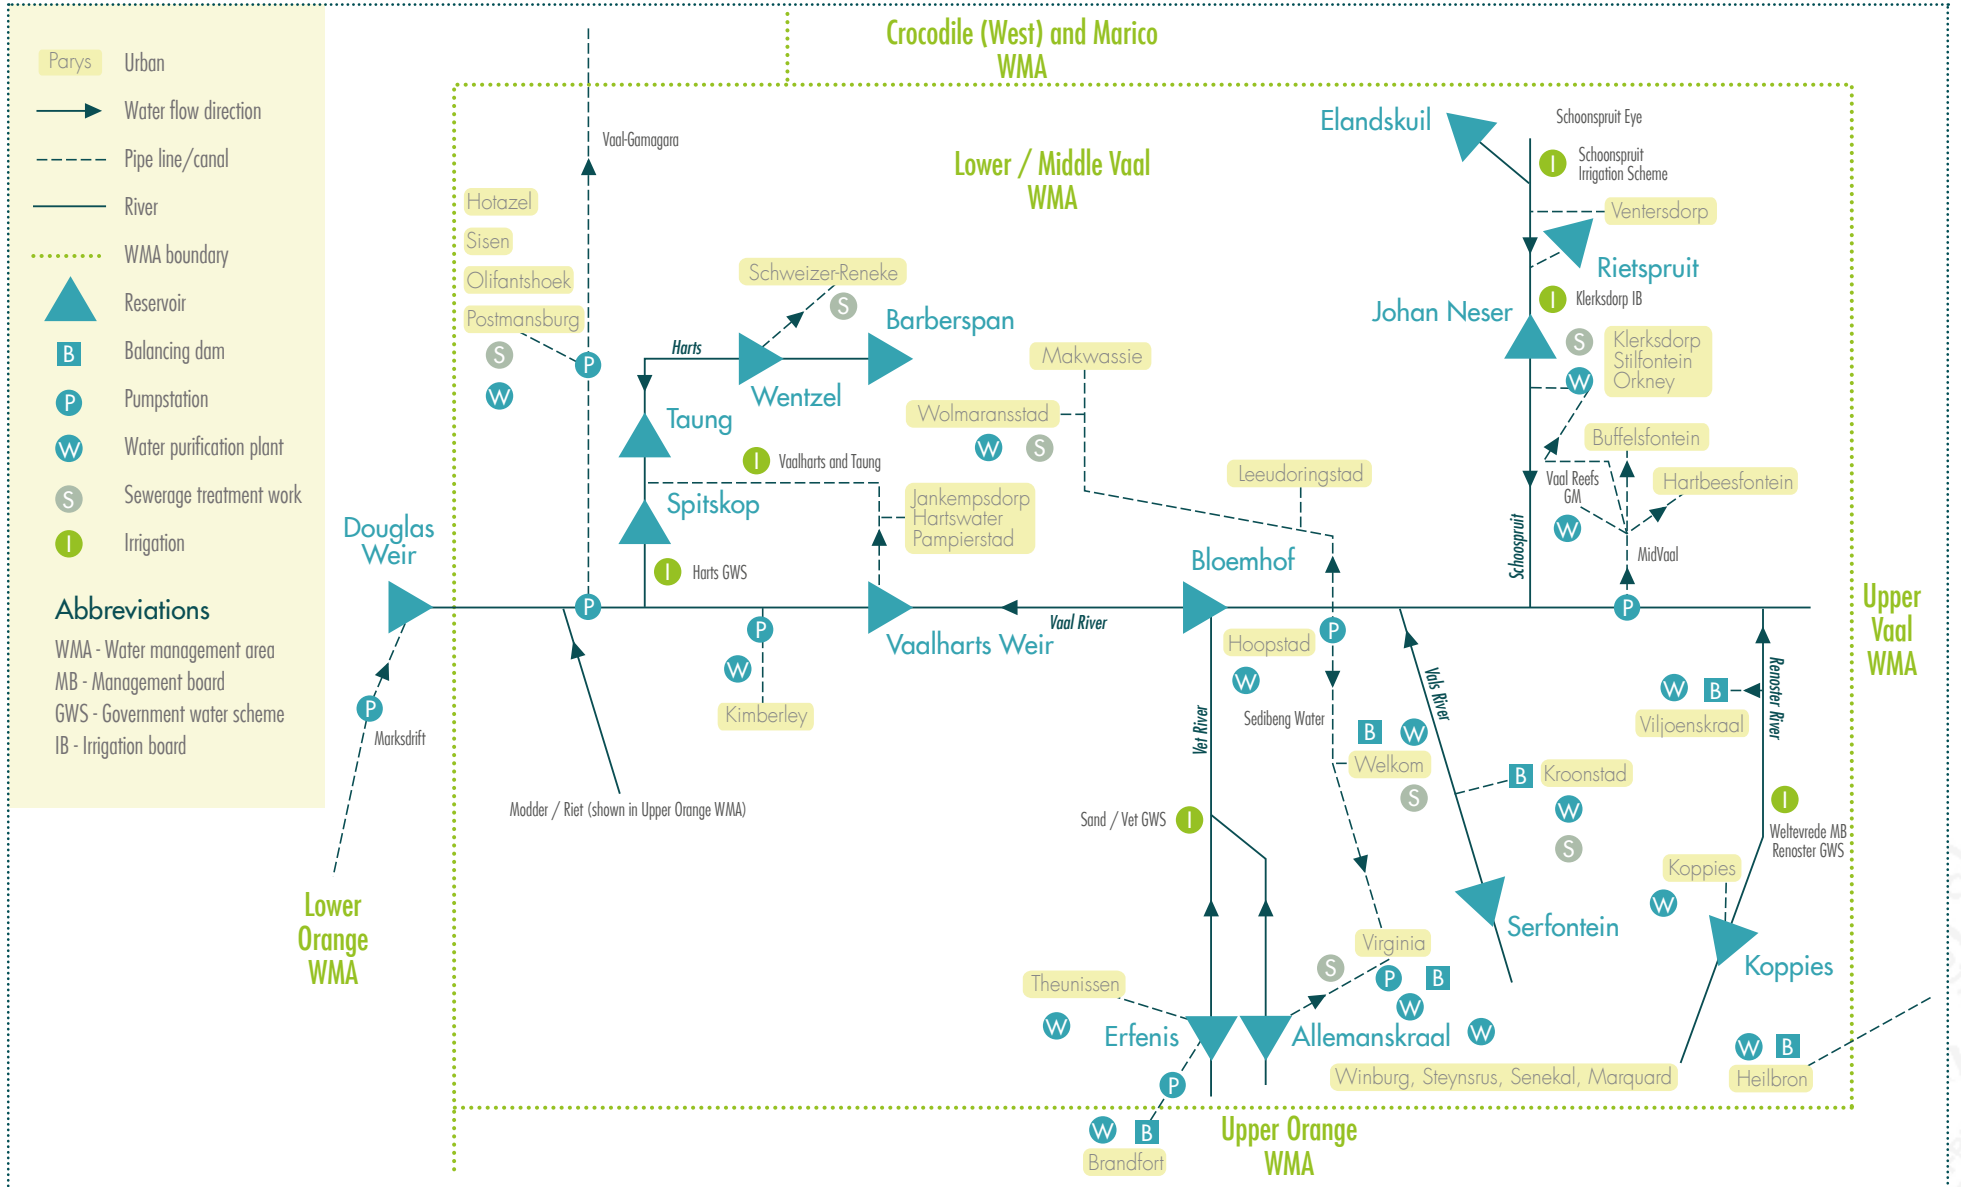 Parys
Urban
Water flow direction
Pipe line/canal
River
WMA boundary
Reservoir
B
Balancing dam
P
Pumpstation
W
Water purification plant
S
Sewerage treatment work
I
Irrigation
Abbreviations
WMA - Water management area
MB - Management board
GWS - Government water scheme
IB - Irrigation board
Crocodile (West) and Marico
WMA
Lower / Middle Vaal
WMA
Vaal-Gamagara
Hotazel
Sisen
Olifantshoek
Postmansburg
S
W
P
Schweizer-Reneke
S
Barberspan
Harts
Wentzel
Taung
I
Vaalharts and Taung
Spitskop
Jankempsdorp
Hartswater
Pampierstad
I
Harts GWS
Douglas
Weir
P
Marksdrift
Lower
Orange
WMA
P
Modder / Riet (shown in Upper Orange WMA)
P
W
Kimberley
Vaalharts Weir
Vaal River
Bloemhof
Makwassie
Wolmaransstad
W
S
Leeudoringstad
Elandskuil
Schoonspruit Eye
I
Schoonspruit
Irrigation Scheme
Ventersdorp
Rietspruit
I
Klerksdorp IB
Johan Neser
S
W
Klerksdorp
Stilfontein
Orkney
Buffelsfontein
Hartbeesfontein
Vaal Reefs
GM
W
MidVaal
Schoospruit
P
Upper
Vaal
WMA
Hoopstad
W
P
Sedibeng Water
Vet River
Vals River
Renoster River
B
W
Welkom
S
W
B
Viljoenskraal
B
Kroonstad
W
S
I
Weltevrede MB
Renoster GWS
Sand / Vet GWS
I
Koppies
W
Koppies
Serfontein
Virginia
S
P
B
W
W
Theunissen
W
Erfenis
Allemanskraal
P
W
B
Brandfort
Winburg, Steynsrus, Senekal, Marquard
W
B
Heilbron
Upper Orange
WMA